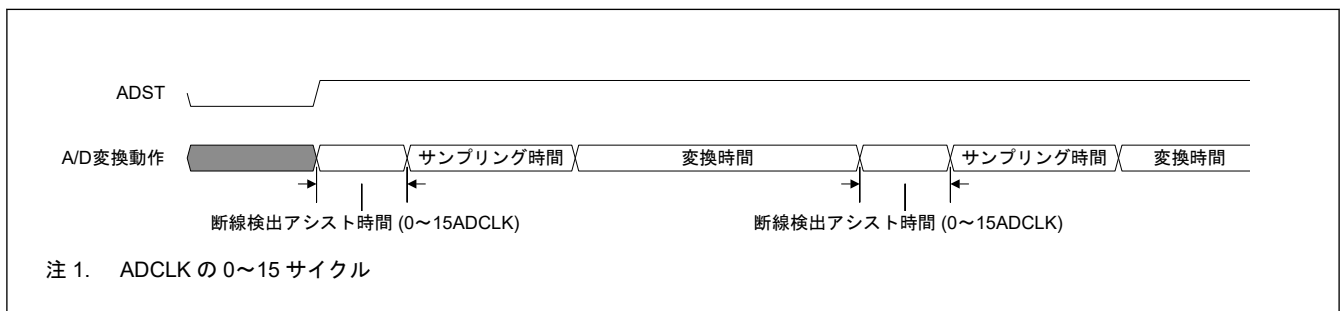 ADST
A/D変換動作 サンプリング時間 変換時間 サンプリング時間 変換時間
断線検出アシスト時間 (0～15ADCLK) 断線検出アシスト時間 (0～15ADCLK)
注 1. ADCLK の 0～15 サイクル